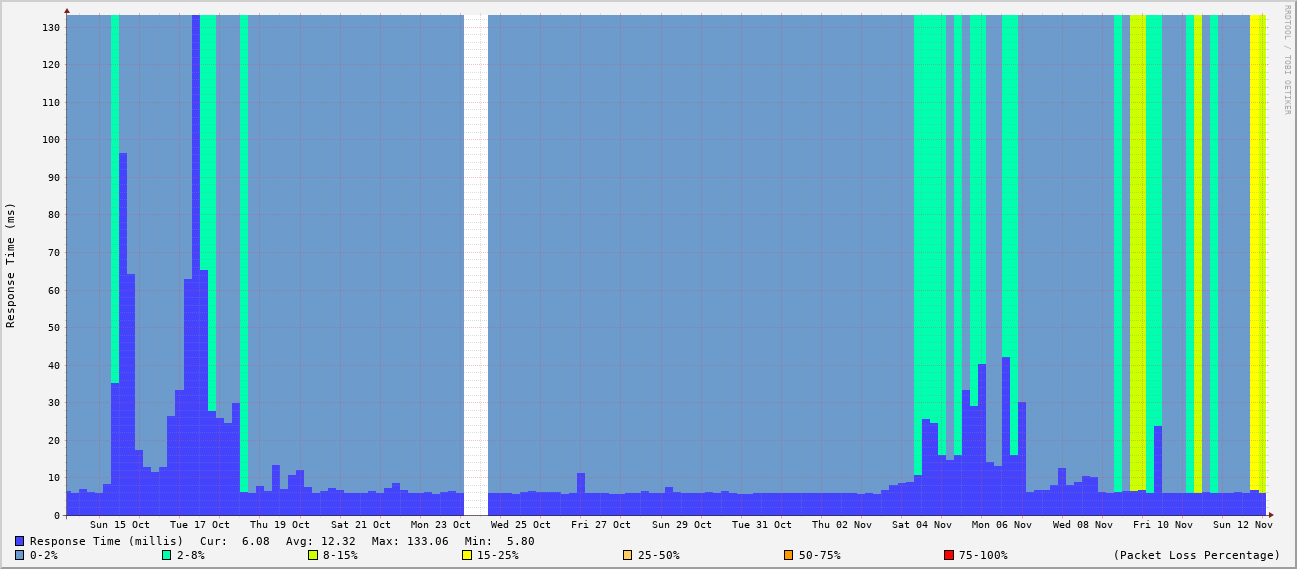 RRDTOOL / TOBI OETIKER
Response Time (ms)
130
120
110
100
90
80
70
60
50
40
30
20
10
0
Sun 15 Oct Tue 17 Oct Thu 19 Oct Sat 21 Oct Mon 23 Oct Wed 25 Oct Fri 27 Oct Sun 29 Oct Tue 31 Oct Thu 02 Nov Sat 04 Nov Mon 06 Nov Wed 08 Nov Fri 10 Nov Sun 12 Nov
Response Time (millis) Cur: 6.08 Avg: 12.32 Max: 133.06 Min: 5.80
0-2% 2-8% 8-15% 15-25% 25-50% 50-75% 75-100% (Packet Loss Percentage)